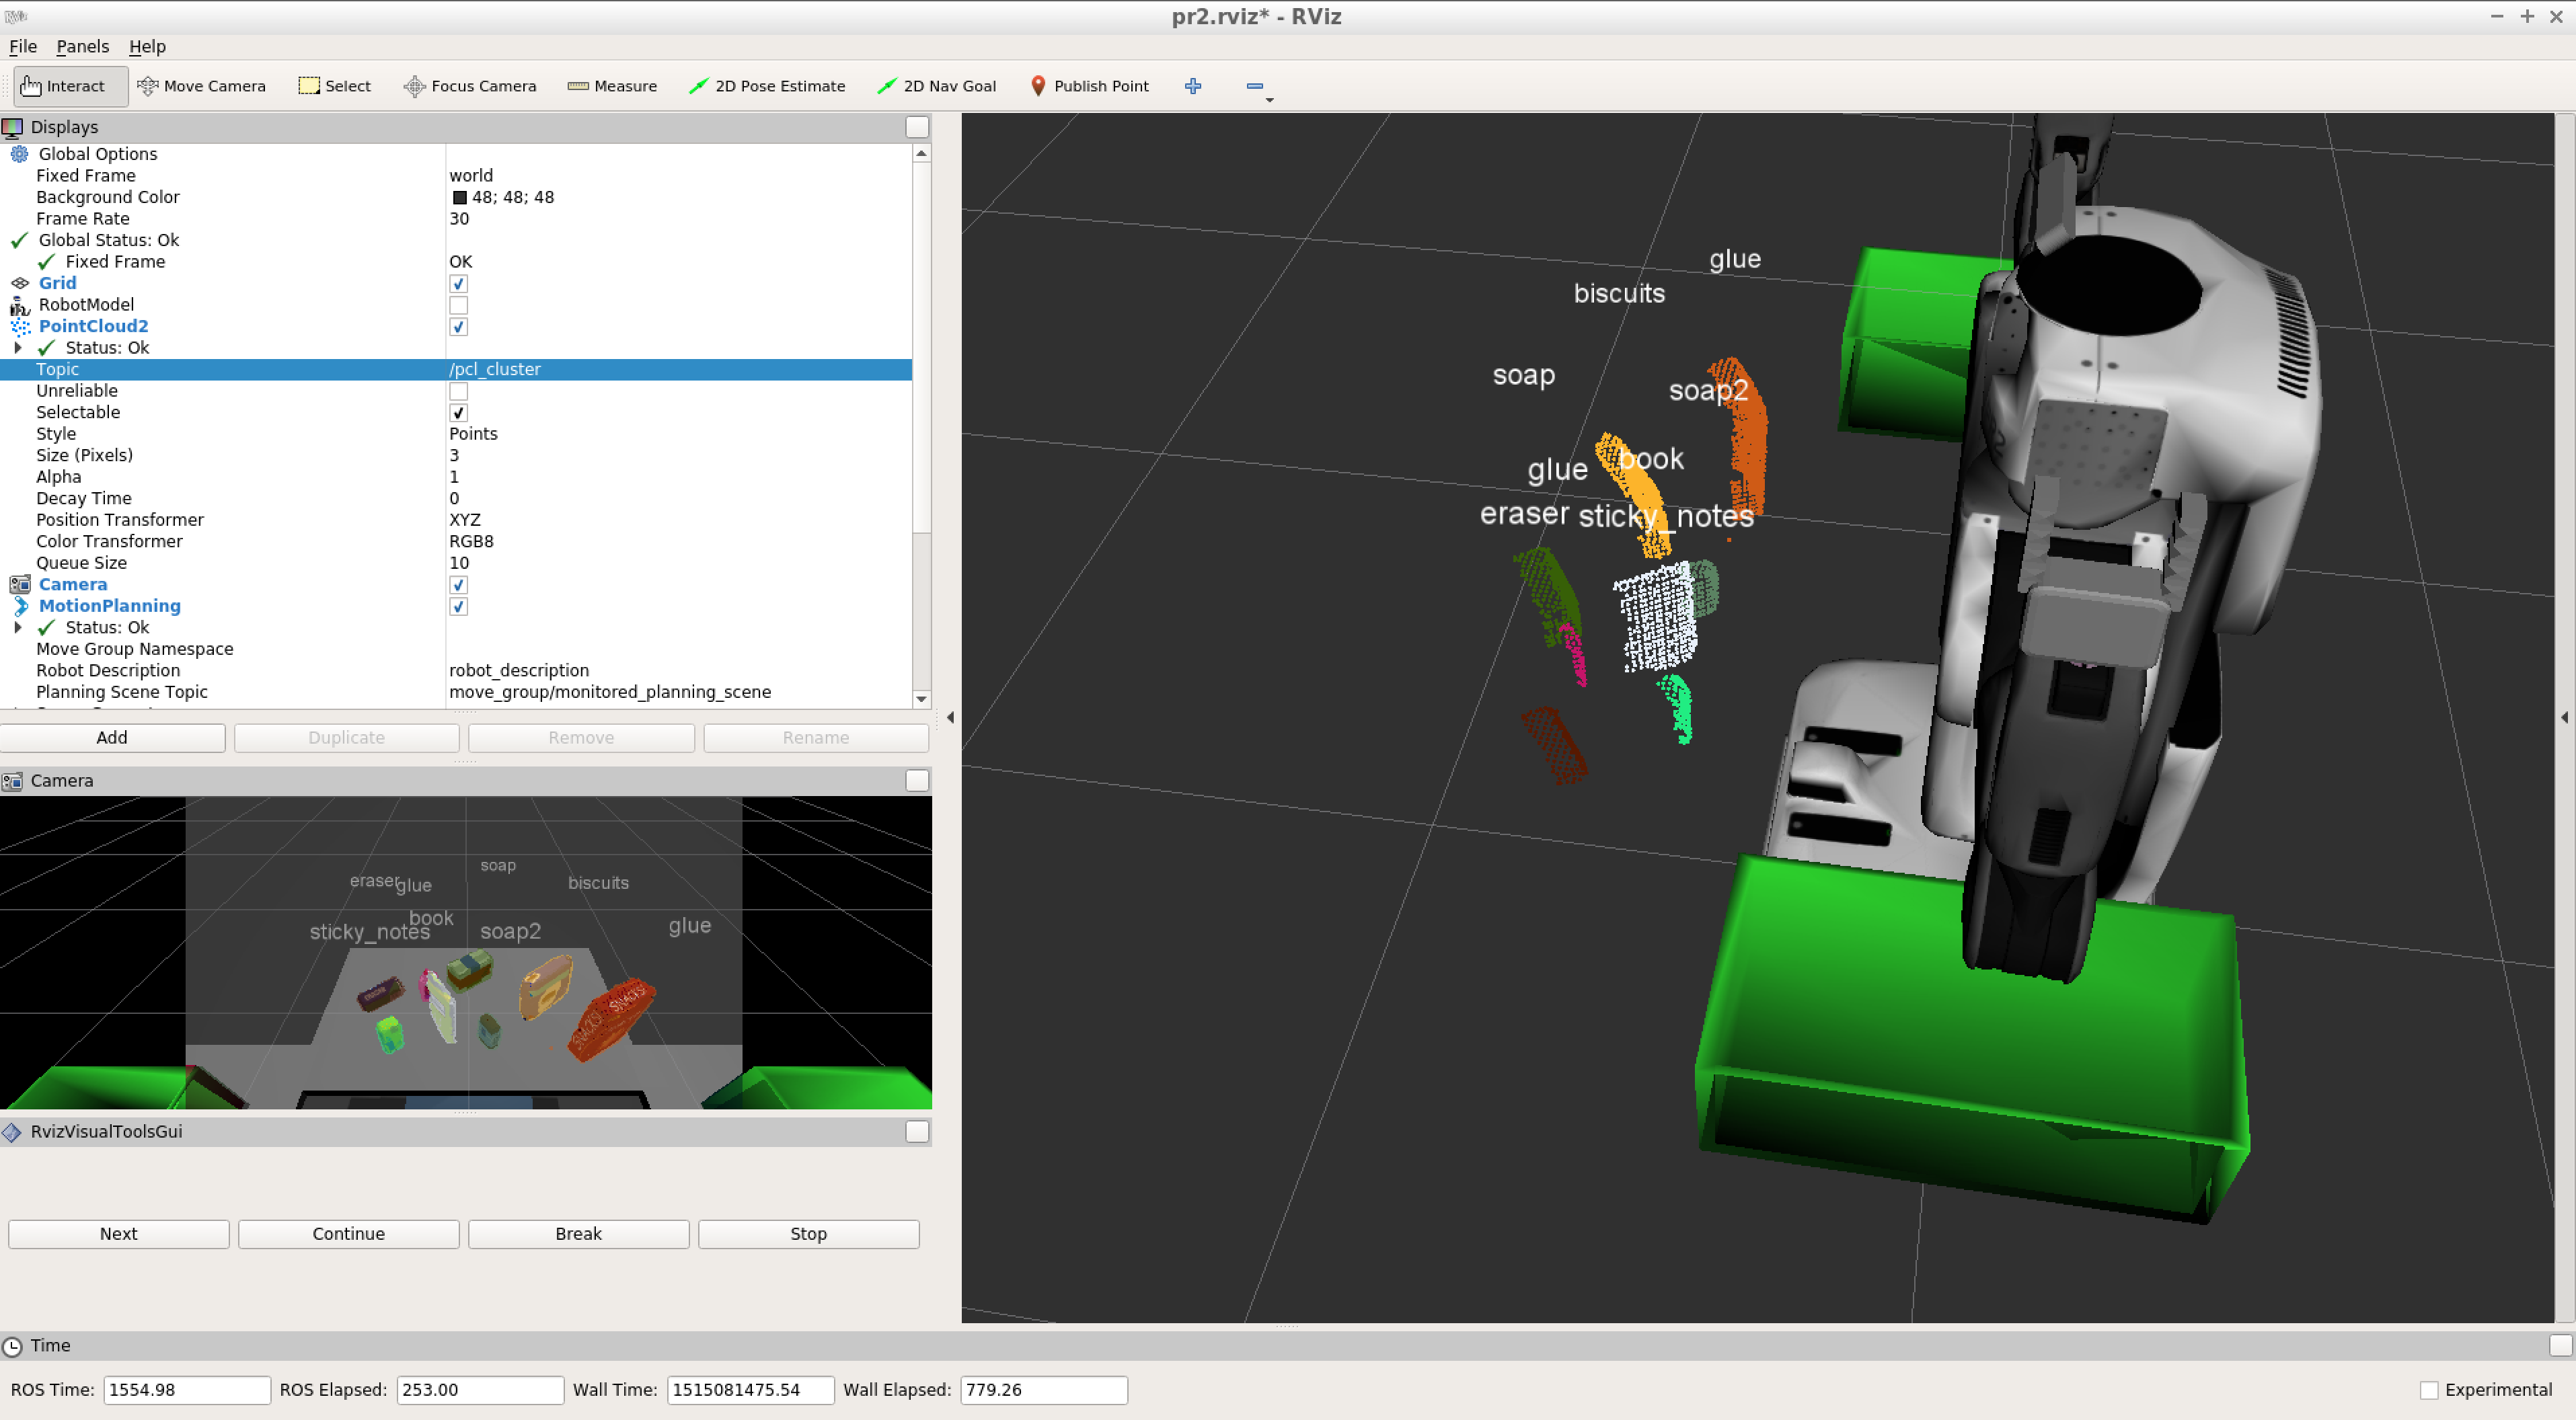 pr2.rviz* - RViz
File Panels Help
Interact Move Camera Select Focus Camera Measure 2D Pose Estimate 2D Nav Goal Publish Point
Displays
Global Options
Fixed Frame world
Background Color 48; 48; 48
Frame Rate 30
Global Status: Ok
Fixed Frame OK
Grid
RobotModel
PointCloud2
Status: Ok
Topic /pcl_cluster
Unreliable
Selectable
Style Points
Size (Pixels) 3
Alpha 1
Decay Time 0
Position Transformer XYZ
Color Transformer RGB8
Queue Size 10
Camera
MotionPlanning
Status: Ok
Move Group Namespace
Robot Description robot_description
Planning Scene Topic move_group/monitored_planning_scene
Add Duplicate Remove Rename
Camera
soap
eraser glue biscuits
book
sticky_notes soap2 glue
SNACKS
SNACKS
RvizVisualToolsGui
Next Continue Break Stop
glue
biscuits
soap soap2
glue book
eraser sticky_notes
Time
ROS Time: 1554.98 ROS Elapsed: 253.00 Wall Time: 1515081475.54 Wall Elapsed: 779.26 Experimental